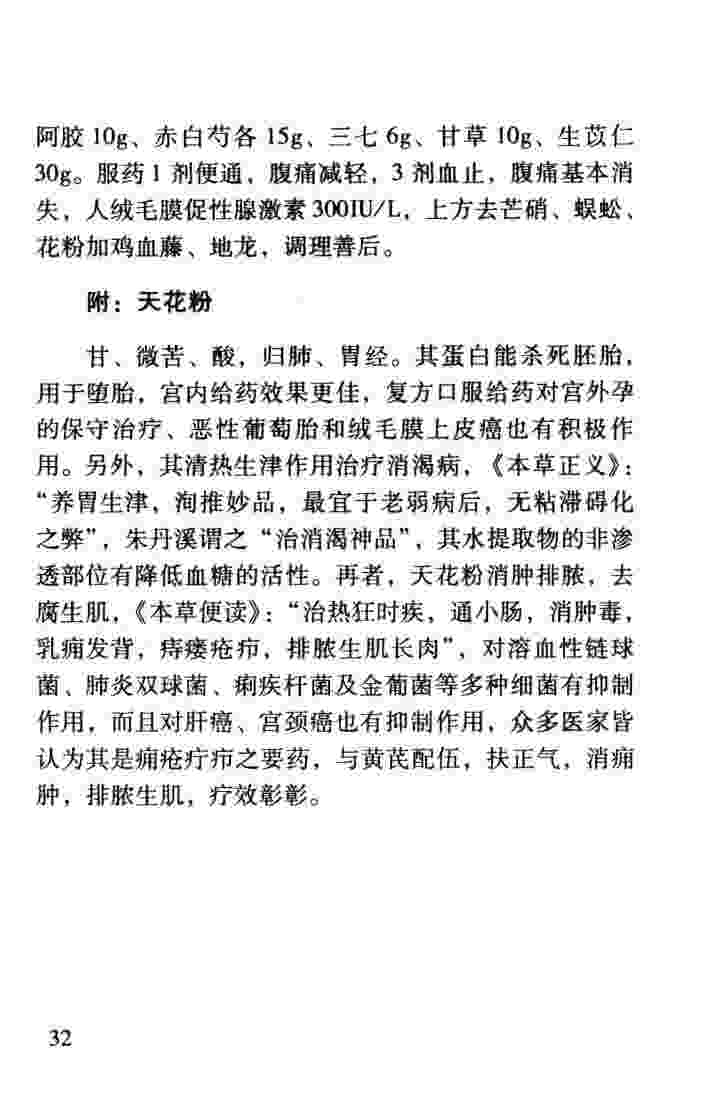 阿胶 10g、赤白芍各 15g、三七 6g、甘草 10g、生苡仁
30g。服药 1 剂便通，腹痛减轻，3 剂血止，腹痛基本消
失，人绒毛膜促性腺激素 300IU/L，上方去芒硝、蜈蚣、
花粉加鸡血藤、地龙，调理善后。
附：天花粉
甘、微苦、酸，归肺、胃经。其蛋白能杀死胚胎，
用于堕胎，宫内给药效果更佳，复方口服给药对宫外孕
的保守治疗、恶性葡萄胎和绒毛膜上皮癌也有积极作
用。另外，其清热生津作用治疗消渴病，《本草正义》：
“养胃生津，洵推妙品，最宜于老弱病后，无粘滞碍化
之弊”，朱丹溪谓之“治消渴神品”，其水提取物的非渗
透部位有降低血糖的活性。再者，天花粉消肿排脓，去
腐生肌，《本草便读》：“治热狂时疾，通小肠，消肿毒，
乳痈发背，痔瘘疮疖，排脓生肌长肉”，对溶血性链球
菌、肺炎双球菌、痢疾杆菌及金葡菌等多种细菌有抑制
作用，而且对肝癌、宫颈癌也有抑制作用，众多医家皆
认为其是痈疮疔疖之要药，与黄芪配伍，扶正气，消痈
肿，排脓生肌，疗效彰彰。
32